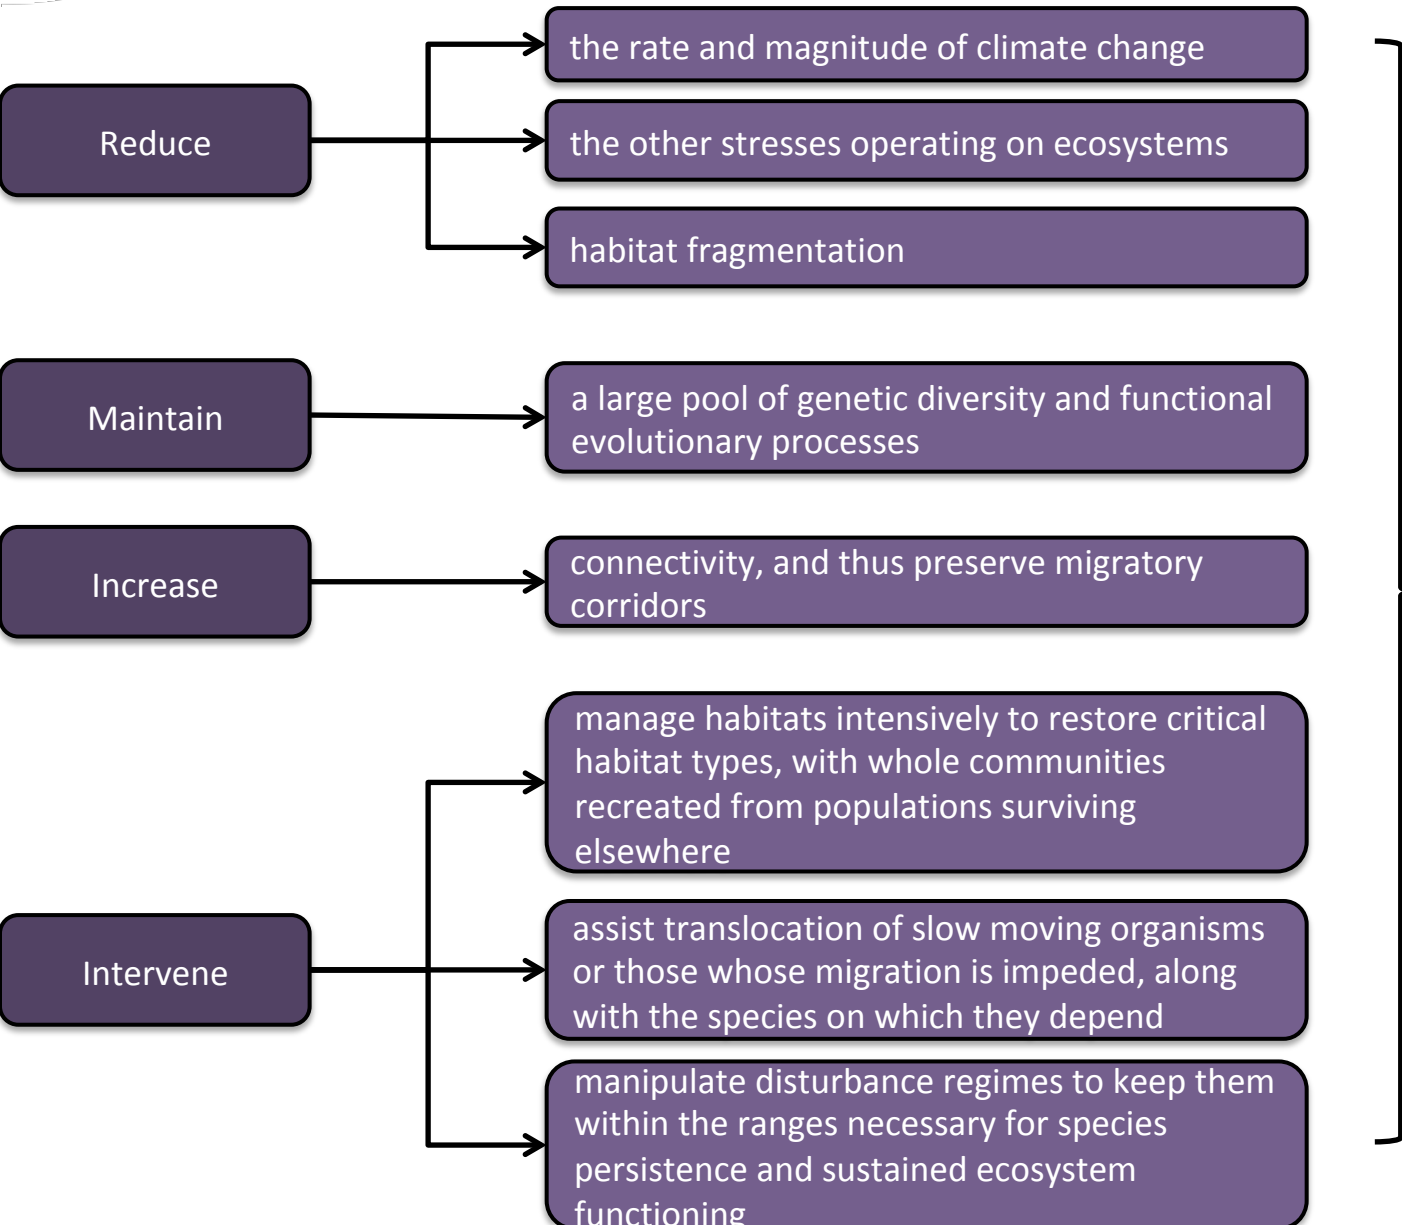 Reduce
the rate and magnitude of climate change
the other stresses operating on ecosystems
habitat fragmentation
Maintain
a large pool of genetic diversity and functional
evolutionary processes
Increase
connectivity, and thus preserve migratory
corridors
Intervene
manage habitats intensively to restore critical
habitat types, with whole communities
recreated from populations surviving
elsewhere
assist translocation of slow moving organisms
or those whose migration is impeded, along
with the species on which they depend
manipulate disturbance regimes to keep them
within the ranges necessary for species
persistence and sustained ecosystem
functioning